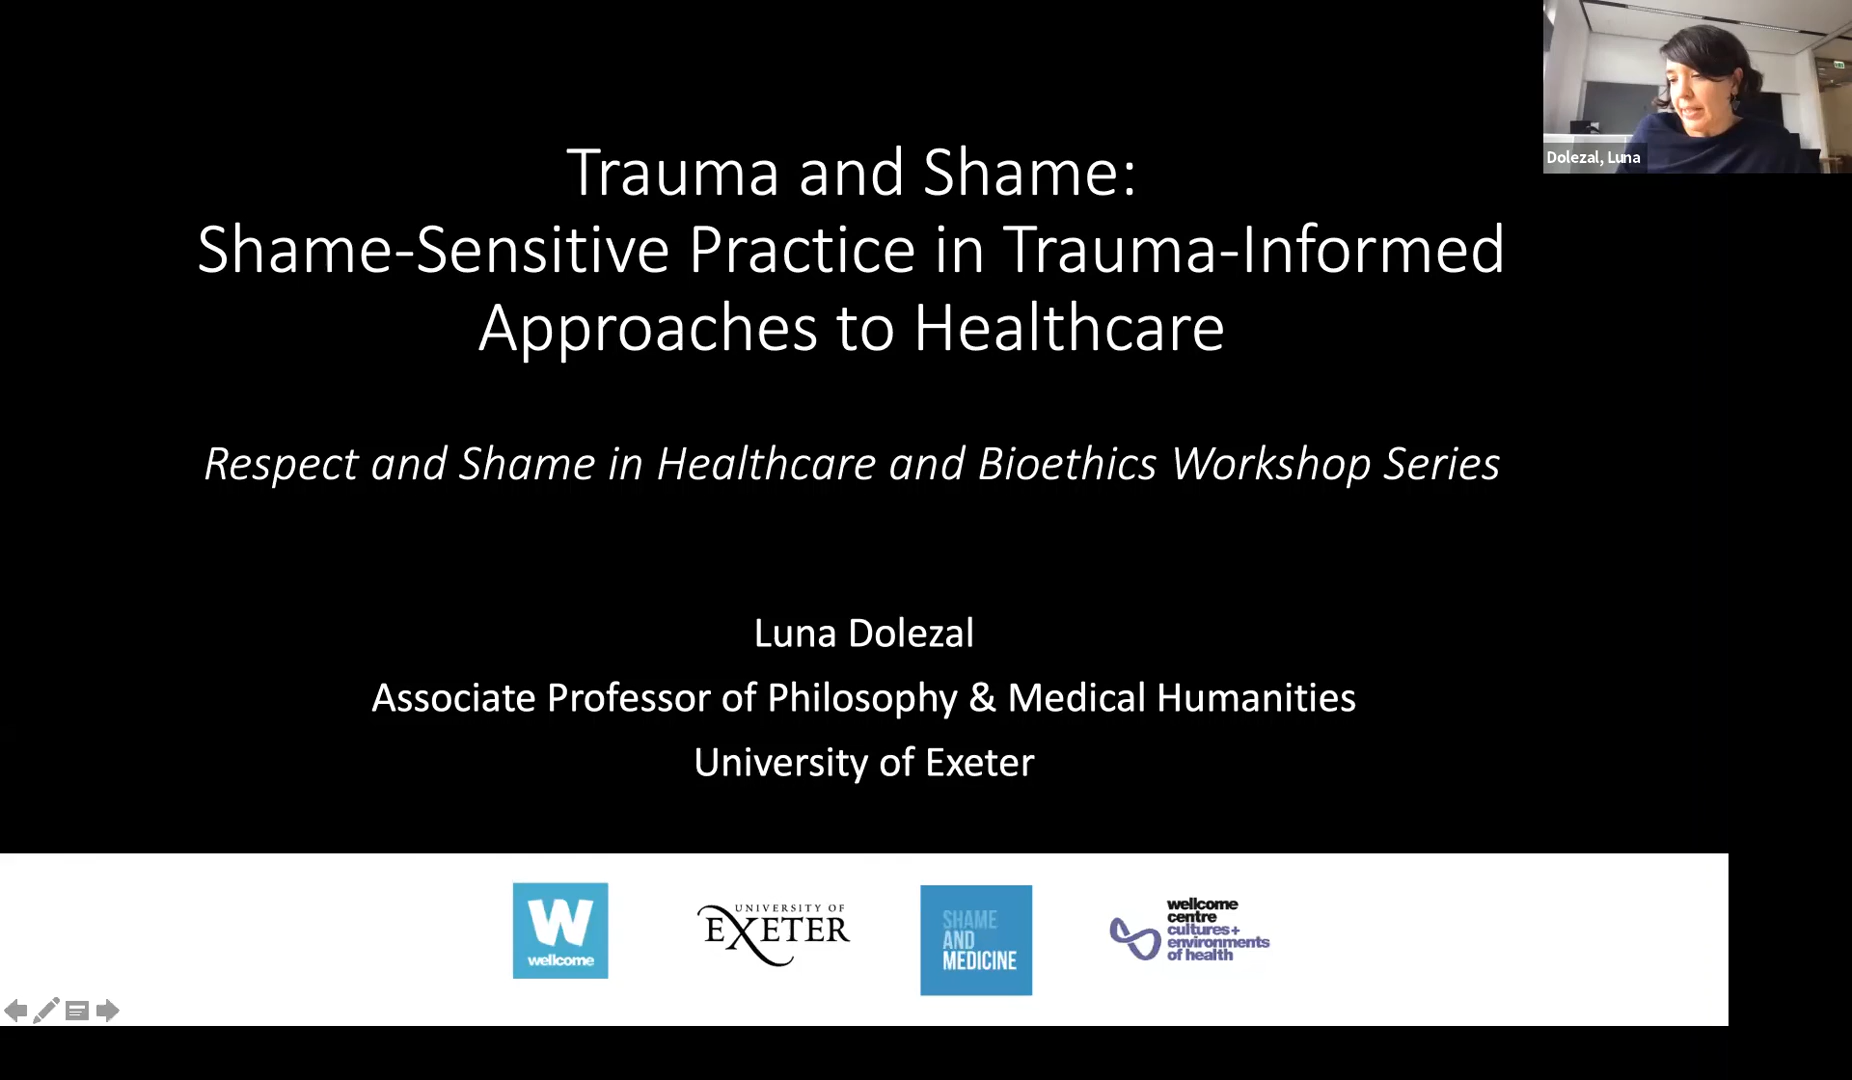 Trauma and Shame:
Shame-Sensitive Practice in Trauma-Informed
Approaches to Healthcare
Respect and Shame in Healthcare and Bioethics Workshop Series
Luna Dolezal
Associate Professor of Philosophy & Medical Humanities
University of Exeter
Dolezal, Luna
W
wellcome
UNIVERSITY OF
EXETER
SHAME
AND
MEDICINE
wellcome
centre
cultures+
environments
of health